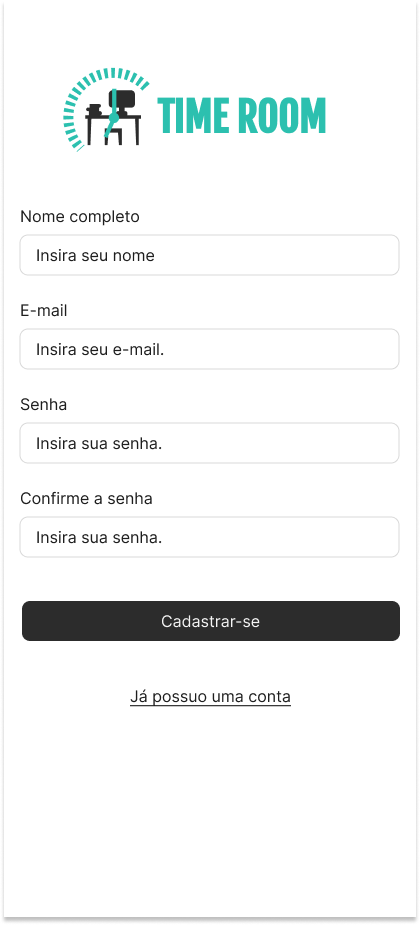 TIME ROOM
Nome completo
Insira seu nome
E-mail
Insira seu e-mail.
Senha
Insira sua senha.
Confirme a senha
Insira sua senha.
Cadastrar-se
Já possuo uma conta